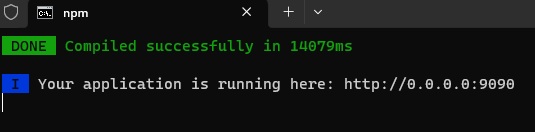 npm
DONE Compiled successfully in 14079ms
I Your application is running here: http://0.0.0.0:9090